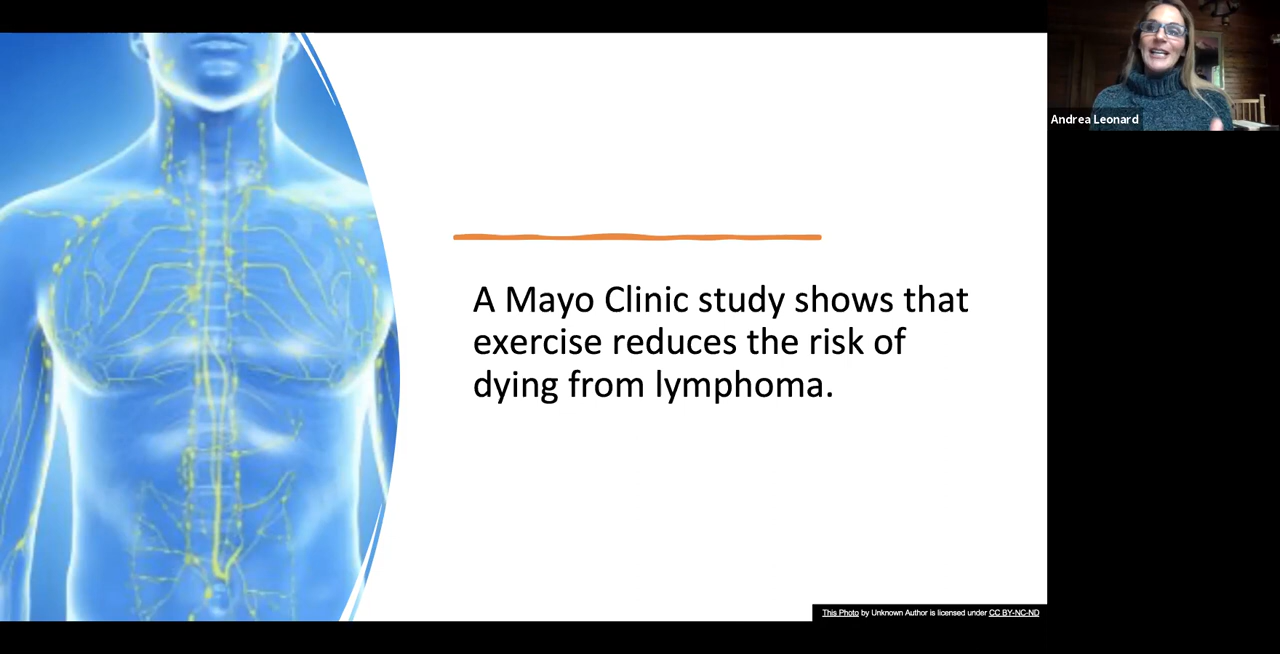 Andrea Leonard
A Mayo Clinic study shows that
exercise reduces the risk of
dying from lymphoma.
This Photo by Unknown Author is licensed under CC BY-NC-ND